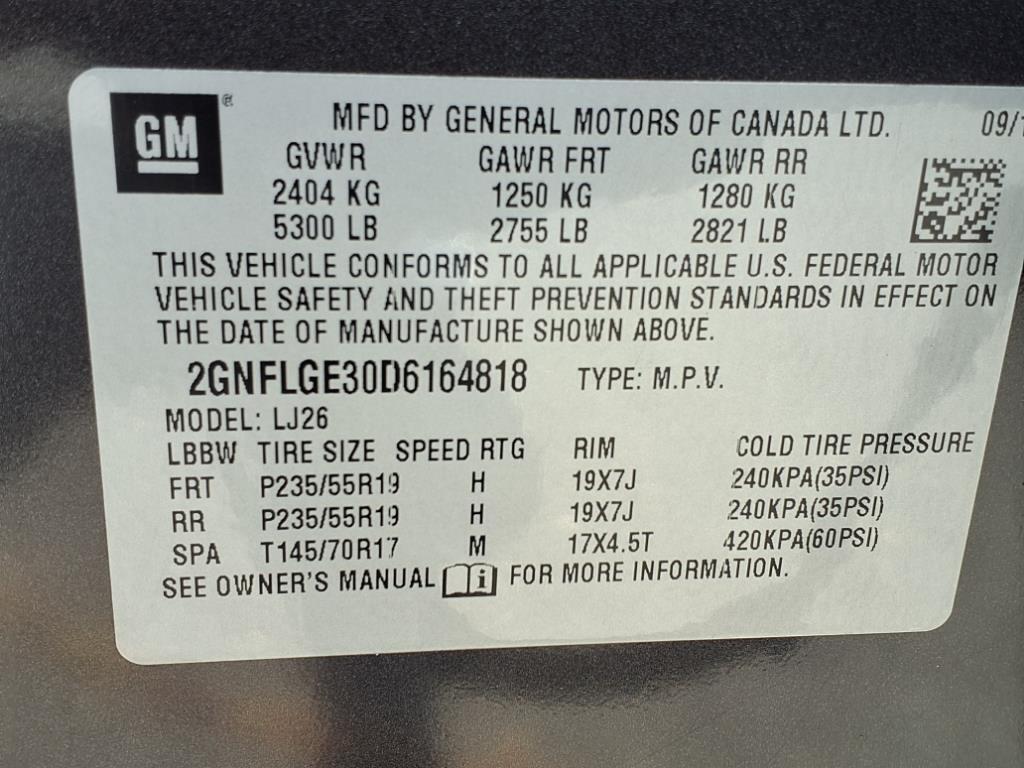 GM®
MFD BY GENERAL MOTORS OF CANADA LTD. 09/1
GVWR GAWR FRT GAWR RR
2404 KG 1250 KG 1280 KG
5300 LB 2755 LB 2821 LB
THIS VEHICLE CONFORMS TO ALL APPLICABLE U.S. FEDERAL MOTOR
VEHICLE SAFETY AND THEFT PREVENTION STANDARDS IN EFFECT ON
THE DATE OF MANUFACTURE SHOWN ABOVE.
2GNFLGE30D6164818 TYPE: M.P.V.
MODEL: LJ26
LBBW TIRE SIZE SPEED RTG RIM COLD TIRE PRESSURE
FRT P235/55R19 H 19X7J 240KPA(35PSI)
RR P235/55R19 H 19X7J 240KPA(35PSI)
SPA T145/70R17 M 17X4.5T 420KPA(60PSI)
SEE OWNER'S MANUAL i FOR MORE INFORMATION.